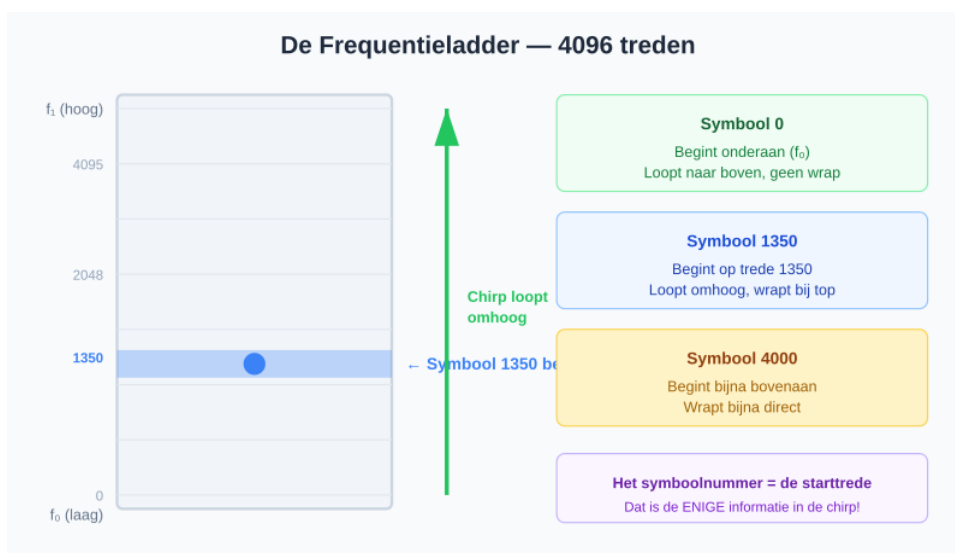 De Frequentieladder — 4096 treden
f₁ (hoog)
4095
2048
1350
0
f₀ (laag)
Chirp loopt
omhoog
← Symbool 1350 be
Symbool 0
Begint onderaan (f₀)
Loopt naar boven, geen wrap
Symbool 1350
Begint op trede 1350
Loopt omhoog, wrapt bij top
Symbool 4000
Begint bijna bovenaan
Wrapt bijna direct
Het symboolnummer = de starttrede
Dat is de ENIGE informatie in de chirp!